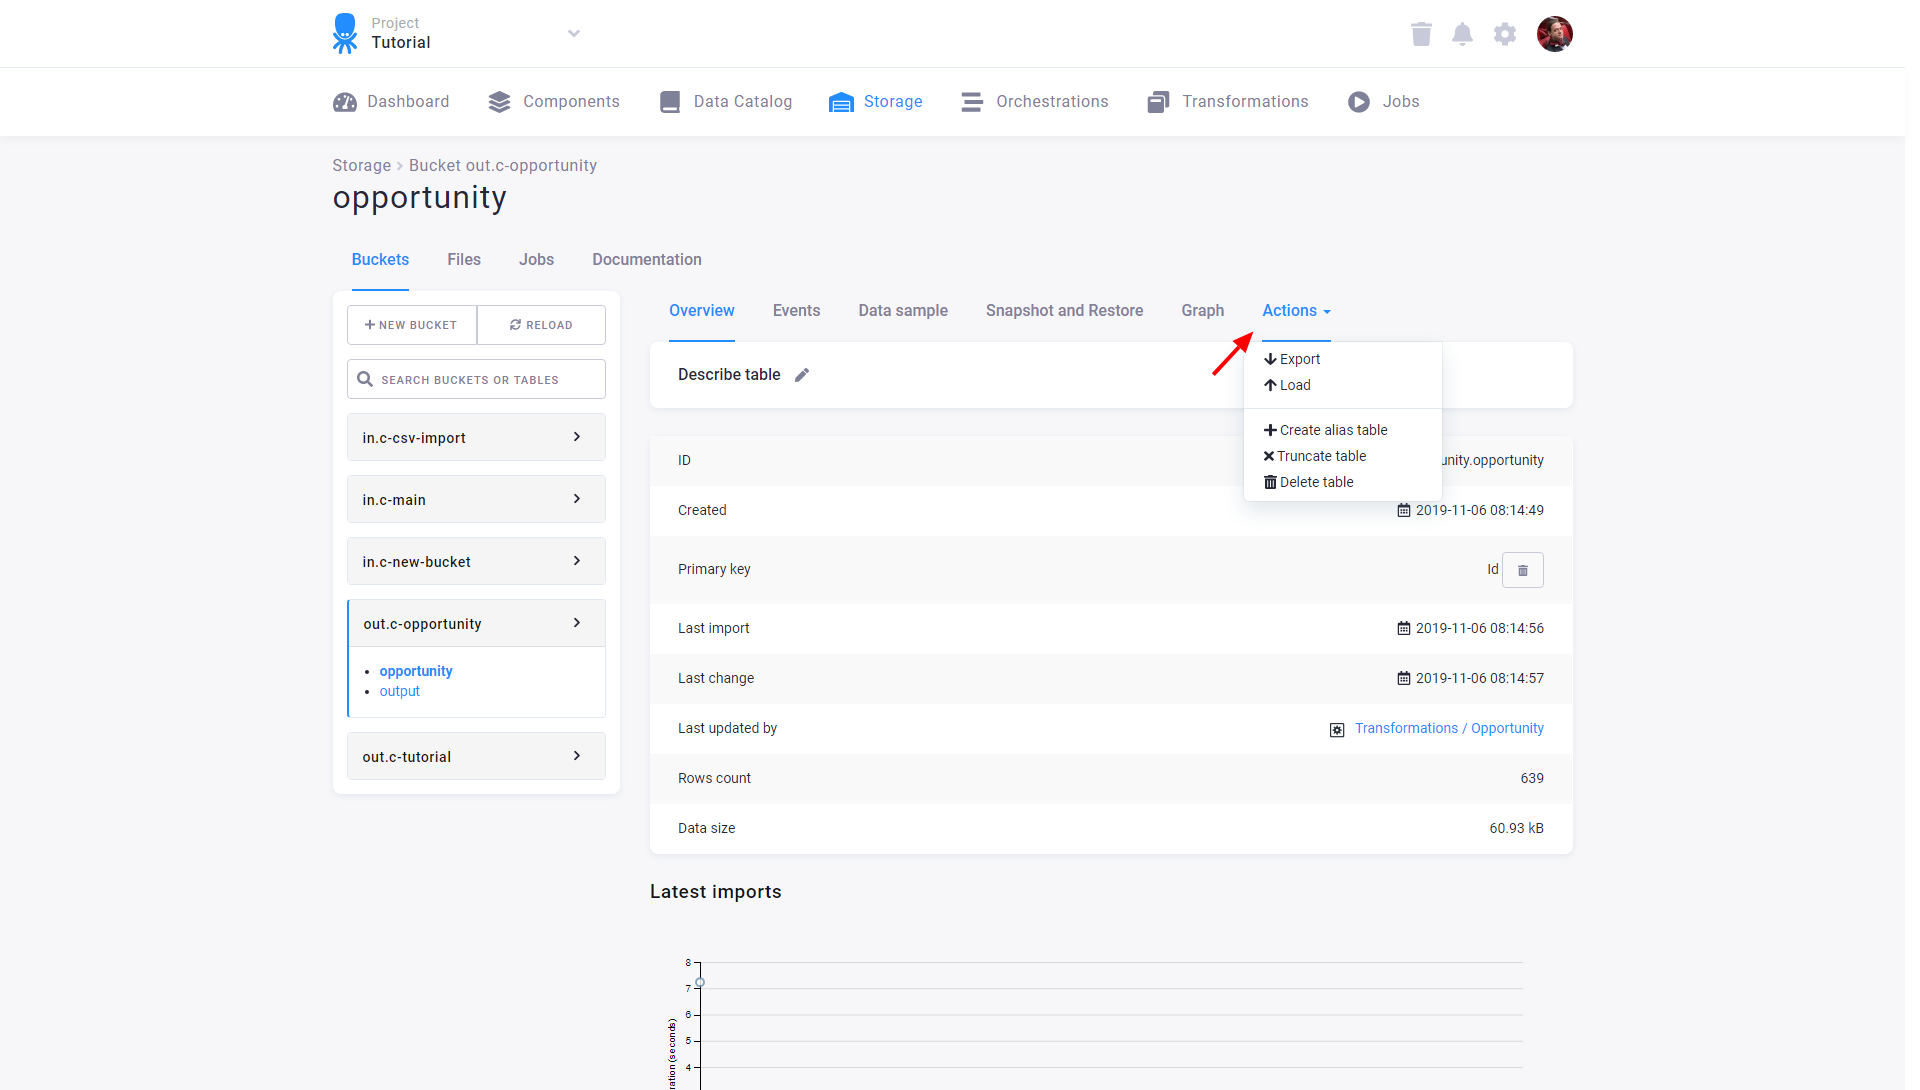 Project
Tutorial
Dashboard Components Data Catalog Storage Orchestrations Transformations Jobs
Storage Bucket out.c-opportunity
opportunity
Buckets Files Jobs Documentation
NEW BUCKET RELOAD
SEARCH BUCKETS OR TABLES
in.c-csv-import
in.c-main
in.c-new-bucket
out.c-opportunity
opportunity
output
out.c-tutorial
Overview Events Data sample Snapshot and Restore Graph Actions
Export
Load
Create alias table
Truncate table
Delete table
Describe table
ID unity.opportunity
Created 2019-11-06 08:14:49
Primary key Id
Last import 2019-11-06 08:14:56
Last change 2019-11-06 08:14:57
Last updated by Transformations / Opportunity
Rows count 639
Data size 60.93 kB
Latest imports
8
7
6
5
4
ration (seconds)